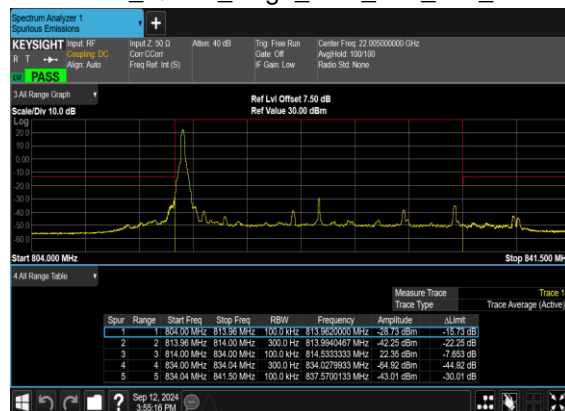 Spectrum Analyzer 1
Spurious Emissions
+
KEYSIGHT Input: RF Input Z: 50 Ω Atten: 40 dB Trig: Free Run Center Freq: 22.005000000 GHz
R T Coupling: DC Corr CCorr Gate: Off Avg|Hold: 100/100
Align: Auto Freq Ref: Int (S) IF Gain: Low Radio Std: None
PASS
3 All Range Graph Ref Lvl Offset 7.50 dB
Scale/Div 10.0 dB Ref Value 30.00 dBm
Log
20.0
10.0
0.00
-10.0
-20.0
-30.0
-40.0
-50.0
-60.0
Start 804.000 MHz Stop 841.500 MH
4 All Range Table
Measure Trace Trace 1
Trace Type Trace Average (Active)
Spur Range Start Freq Stop Freq RBW Frequency Amplitude ΔLimit
1 1 804.00 MHz 813.96 MHz 100.0 kHz 813.9620000 MHz -28.73 dBm -15.73 dB
2 2 813.96 MHz 814.00 MHz 300.0 Hz 813.9940467 MHz -42.25 dBm -22.25 dB
3 3 814.00 MHz 834.00 MHz 100.0 kHz 814.5333333 MHz 22.35 dBm -7.653 dB
4 4 834.00 MHz 834.04 MHz 300.0 Hz 834.0279933 MHz -64.92 dBm -44.92 dB
5 5 834.04 MHz 841.50 MHz 100.0 kHz 837.5700133 MHz -43.01 dBm -30.01 dB
Sep 12, 2024
3:55:16 PM